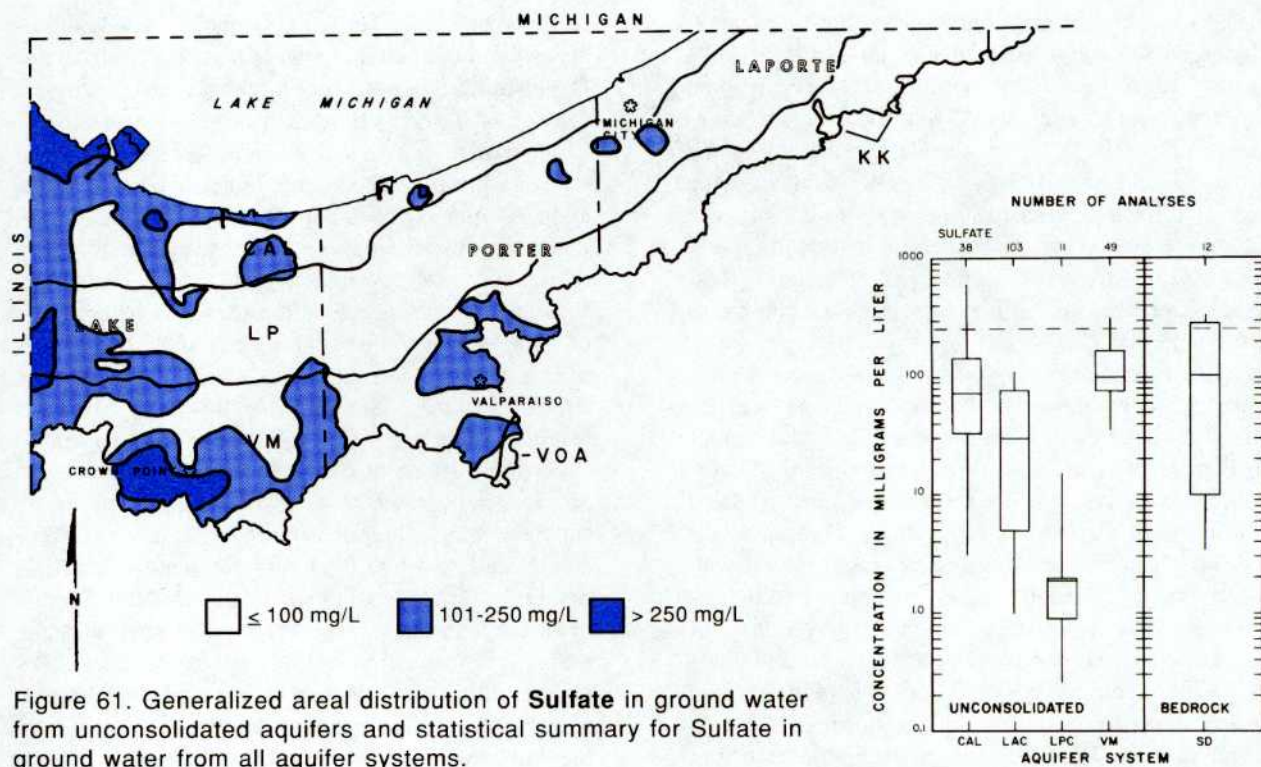 MICHIGAN
LAKE MICHIGAN
LAPORTE
MICHIGAN
CITY
KK
ILLINOIS
CAL
PORTER
LAKE
LP
VALPARAISO
VM
VOA
CROWN POINT
N
≤ 100 mg/L 101-250 mg/L > 250 mg/L
NUMBER OF ANALYSES
SULFATE
38 103 11 49 12
CONCENTRATION IN MILLIGRAMS PER LITER
1000
100
10
1.0
0.1
UNCONSOLIDATED BEDROCK
CAL LAC LPC VM SD
AQUIFER SYSTEM
Figure 61. Generalized areal distribution of Sulfate in ground water
from unconsolidated aquifers and statistical summary for Sulfate in
ground water from all aquifer systems.